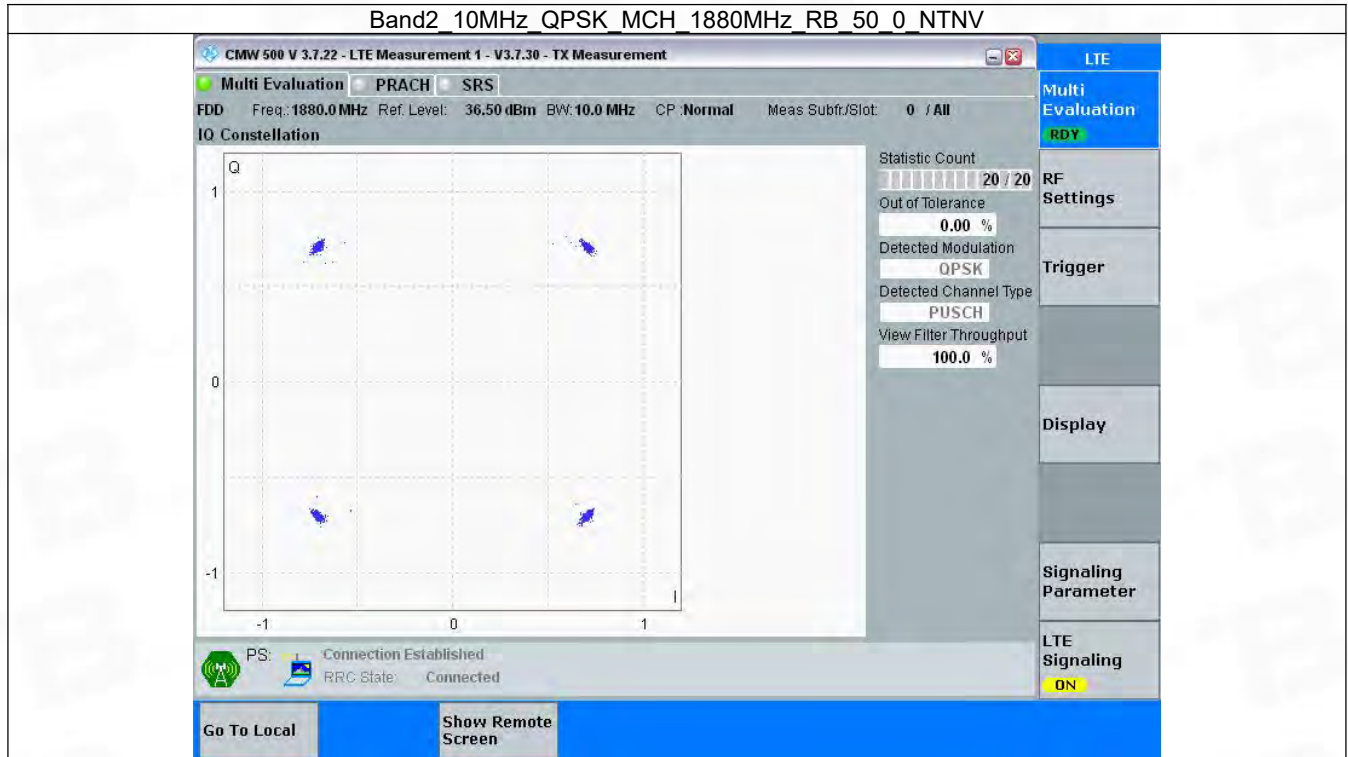 Band2_10MHz_QPSK_MCH_1880MHz_RB_50_0_NTNV
CMW 500 V 3.7.22 - LTE Measurement 1 - V3.7.30 - TX Measurement
LTE
Multi Evaluation PRACH SRS
Multi
Evaluation
RDY
FDD Freq.: 1880.0 MHz Ref. Level: 36.50 dBm BW: 10.0 MHz CP :Normal Meas Subfr./Slot: 0 / All
IQ Constellation
Q
1
0
-1
I
-1 0 1
Statistic Count
20 / 20
Out of Tolerance
0.00 %
Detected Modulation
QPSK
Detected Channel Type
PUSCH
View Filter Throughput
100.0 %
RF
Settings
Trigger
Display
Signaling
Parameter
LTE
Signaling
ON
PS: Connection Established
RRC State: Connected
Go To Local
Show Remote
Screen